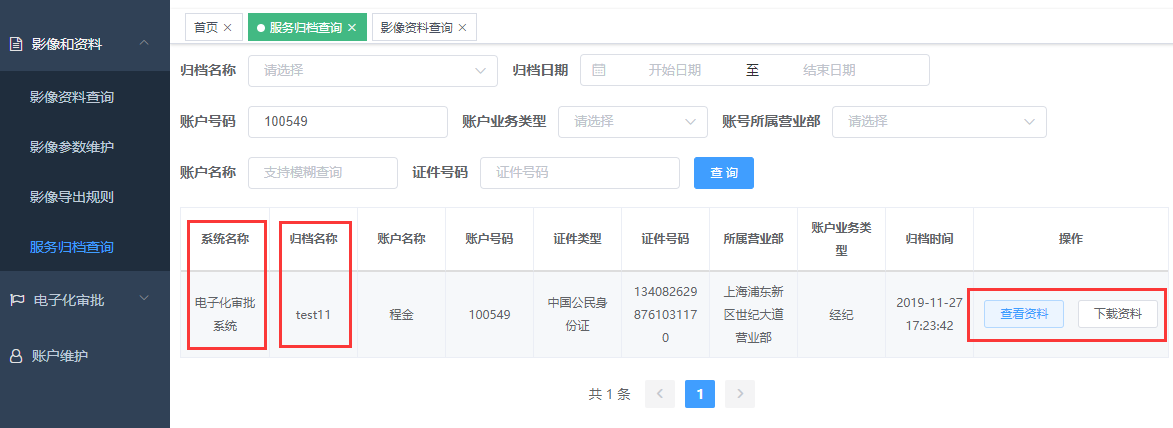 影像和资料
影像资料查询
影像参数维护
影像导出规则
服务归档查询
电子化审批
账户维护
首页 × 服务归档查询 × 影像资料查询 ×
归档名称 请选择 归档日期 开始日期 至 结束日期
账户号码 100549 账户业务类型 请选择 账号所属营业部 请选择
账户名称 支持模糊查询 证件号码 证件号码 查询
系统名称 归档名称 账户名称 账户号码 证件类型 证件号码 所属营业部 账户业务类 归档时间 操作
型
电子化审批 test11 程金 100549 中国公民身 134082629 上海浦东新 经纪 2019-11-27 查看资料 下载资料
系统 份证 876103117 区世纪大道 17:23:42
0 营业部
共 1 条 < 1 >